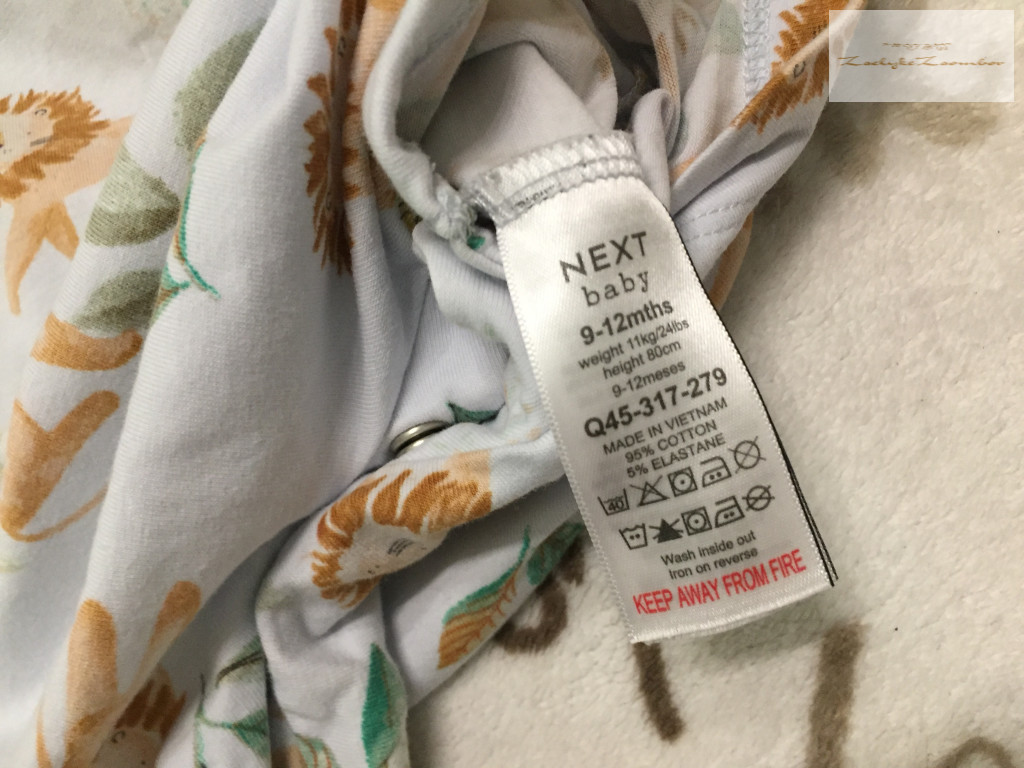 NEXT
baby
9-12mths
weight 11kg/24lbs
height 80cm
9-12meses
Q45-317-279
MADE IN VIETNAM
95% COTTON
5% ELASTANE
40
Wash inside out
Iron on reverse
KEEP AWAY FROM FIRE